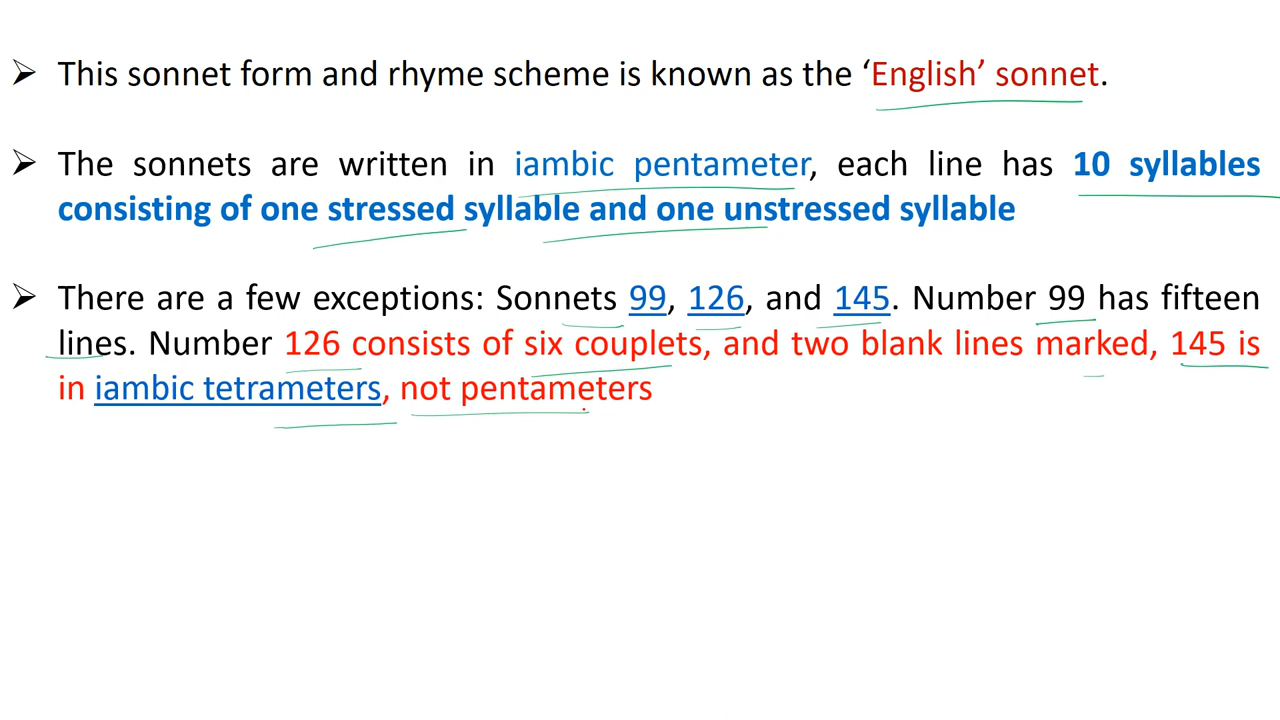 ➢ This sonnet form and rhyme scheme is known as the ‘English’ sonnet.
➢ The sonnets are written in iambic pentameter, each line has 10 syllables
consisting of one stressed syllable and one unstressed syllable
➢ There are a few exceptions: Sonnets 99, 126, and 145. Number 99 has fifteen
lines. Number 126 consists of six couplets, and two blank lines marked, 145 is
in iambic tetrameters, not pentameters